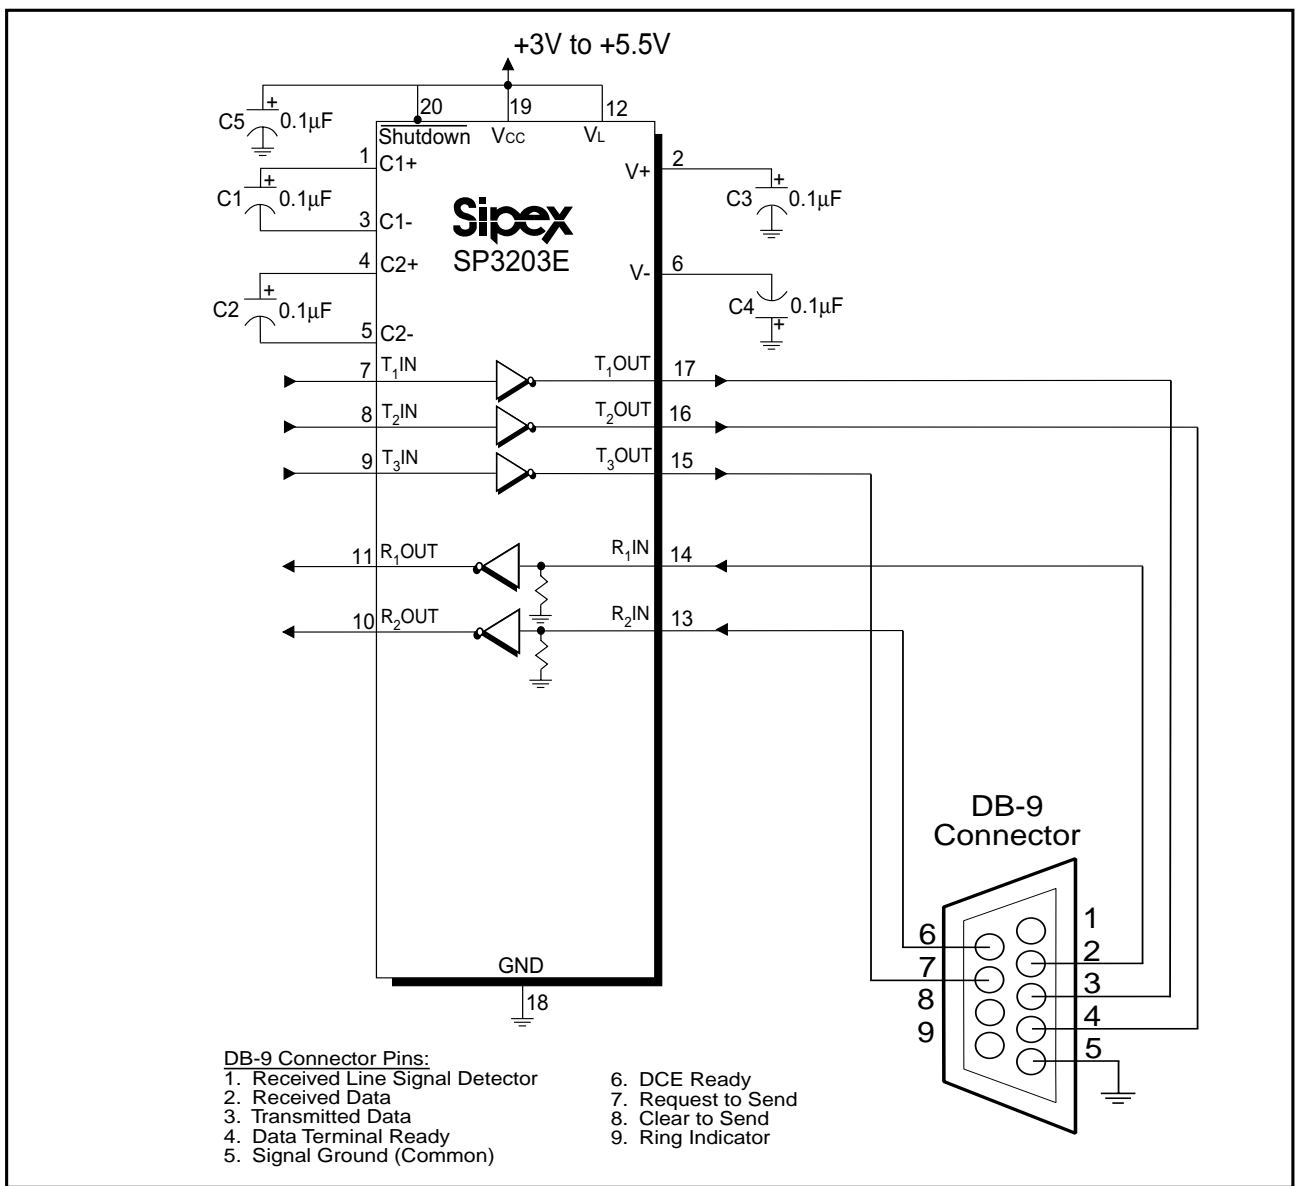 +3V to +5.5V
20 19 12
C5 + 0.1µF
Shutdown VCC VL
1 C1+ V+ 2
C1 + 0.1µF
C3 + 0.1µF
3 C1-
Sipex
SP3203E
4 C2+ V- 6
C2 + 0.1µF
C4 0.1µF +
5 C2-
7 T1IN T1OUT 17
8 T2IN T2OUT 16
9 T3IN T3OUT 15
11 R1OUT R1IN 14
10 R2OUT R2IN 13
DB-9
Connector
1
6 2
7 3
8 4
9 5
GND
18
DB-9 Connector Pins:
1. Received Line Signal Detector
2. Received Data
3. Transmitted Data
4. Data Terminal Ready
5. Signal Ground (Common)
6. DCE Ready
7. Request to Send
8. Clear to Send
9. Ring Indicator